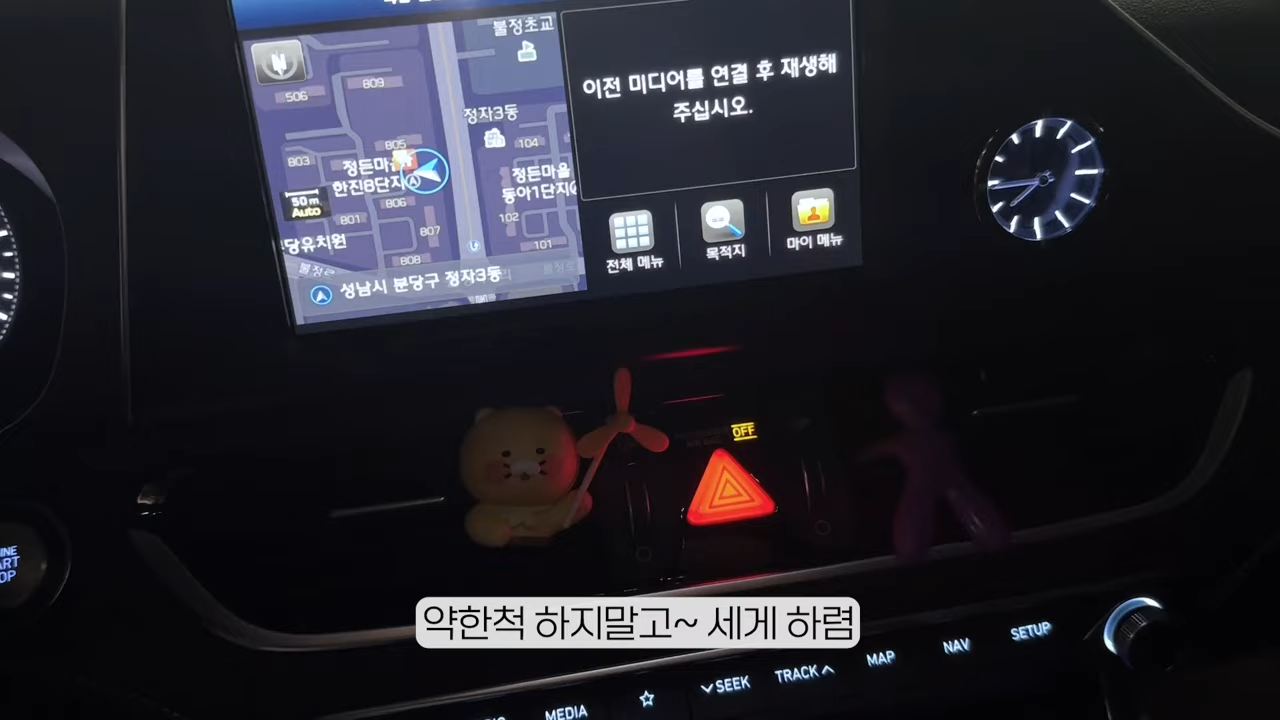 불정초교
809
506
정자3동
805
104
803
정든마을
한진8단지
정든마을
동아1단지
50 m
Auto
806
801
807
102
101
808
당유치원
성남시 분당구 정자3동
이전 미디어를 연결 후 재생해
주십시오.
전체 메뉴
목적지
마이 메뉴
OFF
약한척 하지말고~ 세게 하렴
MEDIA
SEEK
TRACK
MAP
NAV
SETUP